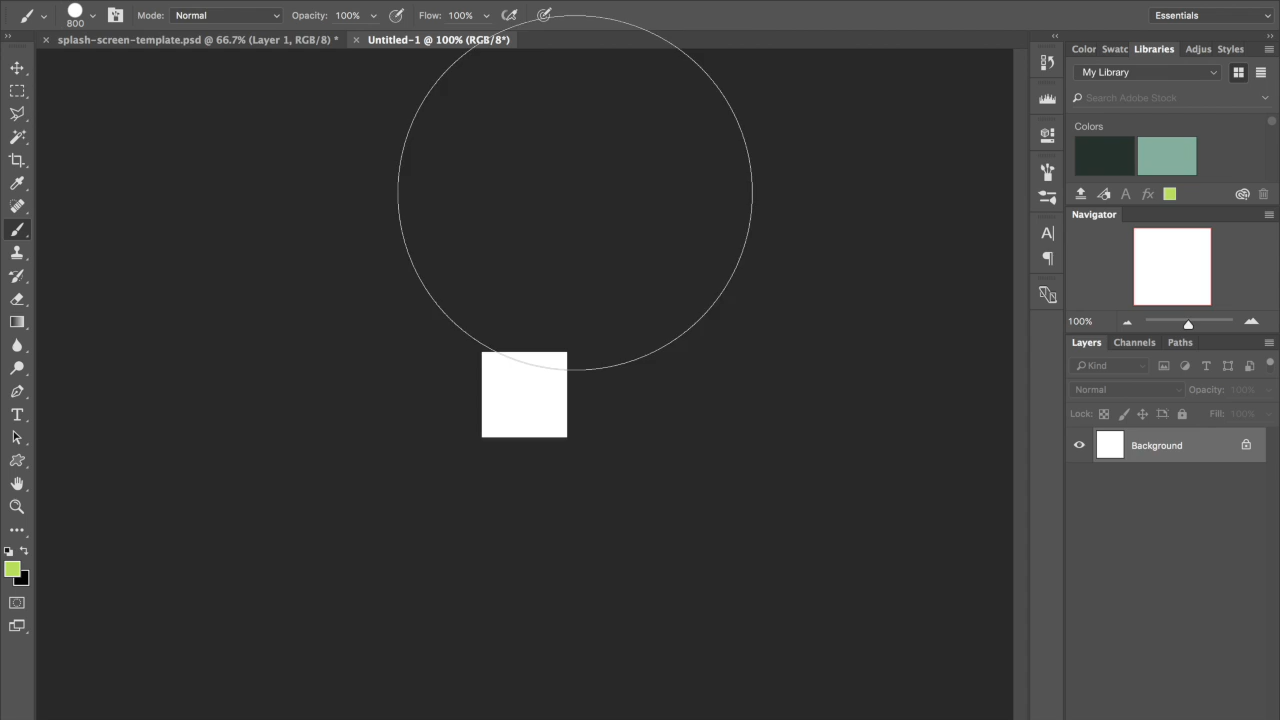 800 Mode: Normal Opacity: 100% Flow: 100% Essentials
splash-screen-template.psd @ 66.7% (Layer 1, RGB/8) * Untitled-1 @ 100% (RGB/8*)
Color Swatc Libraries Adjus Styles
My Library
Search Adobe Stock
Colors
A fx
Navigator
100%
Layers Channels Paths
Kind
Normal Opacity: 100%
Lock: Fill: 100%
Background